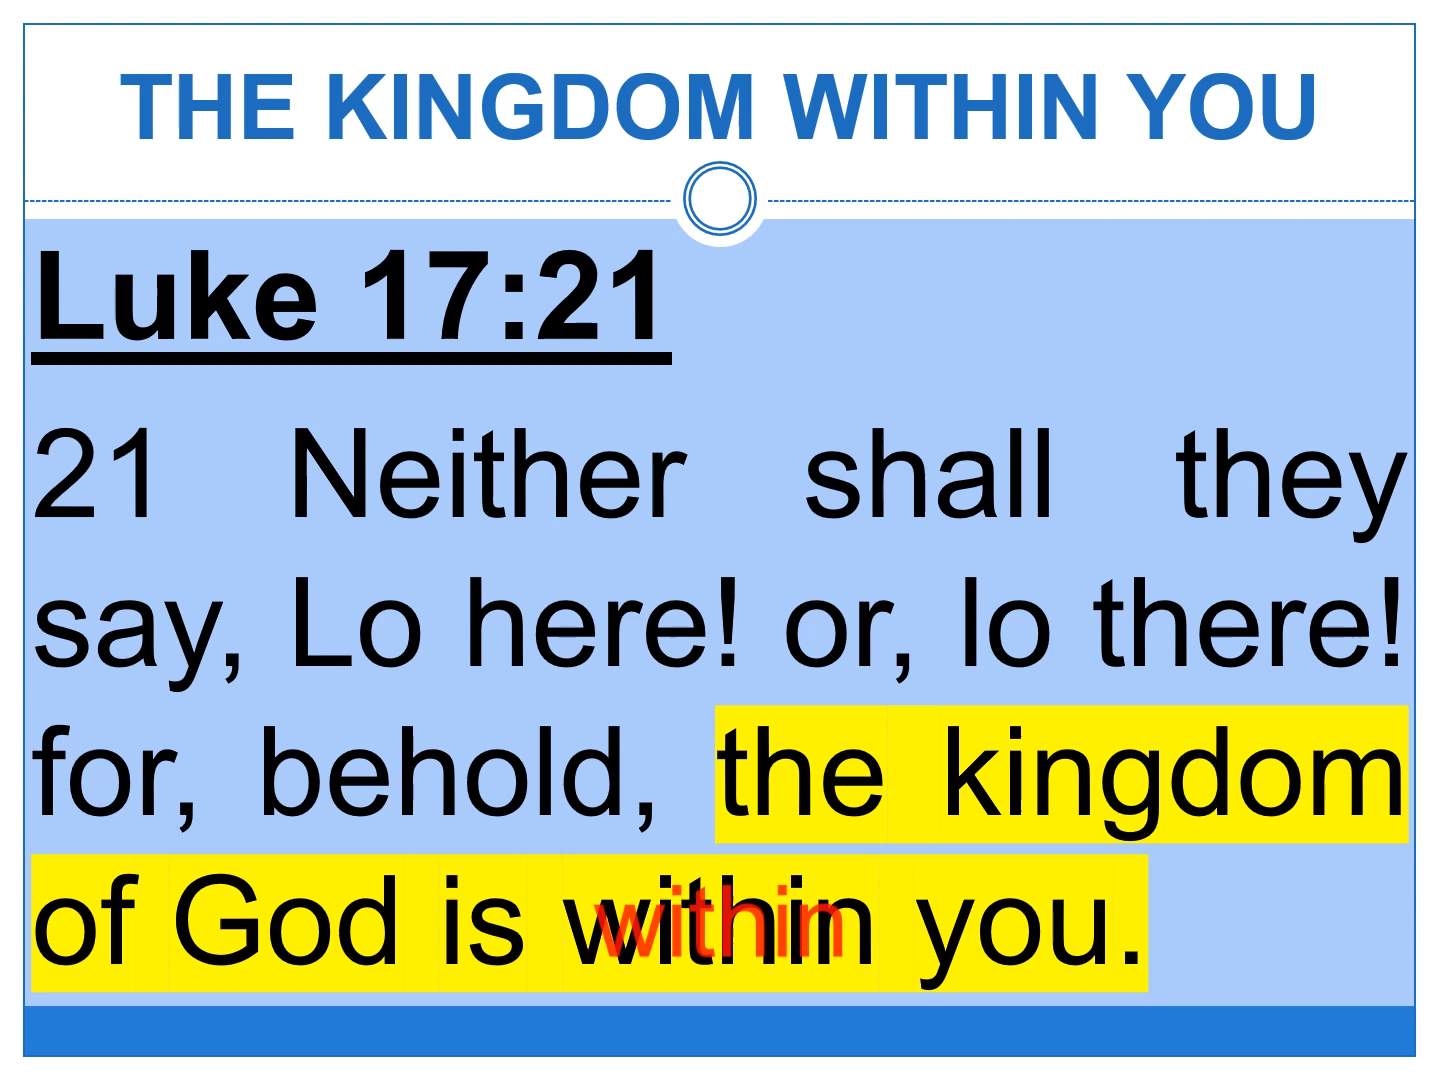 THE KINGDOM WITHIN YOU
Luke 17:21
21 Neither shall they
say, Lo here! or, lo there!
for, behold, the kingdom
of God is within you.
within